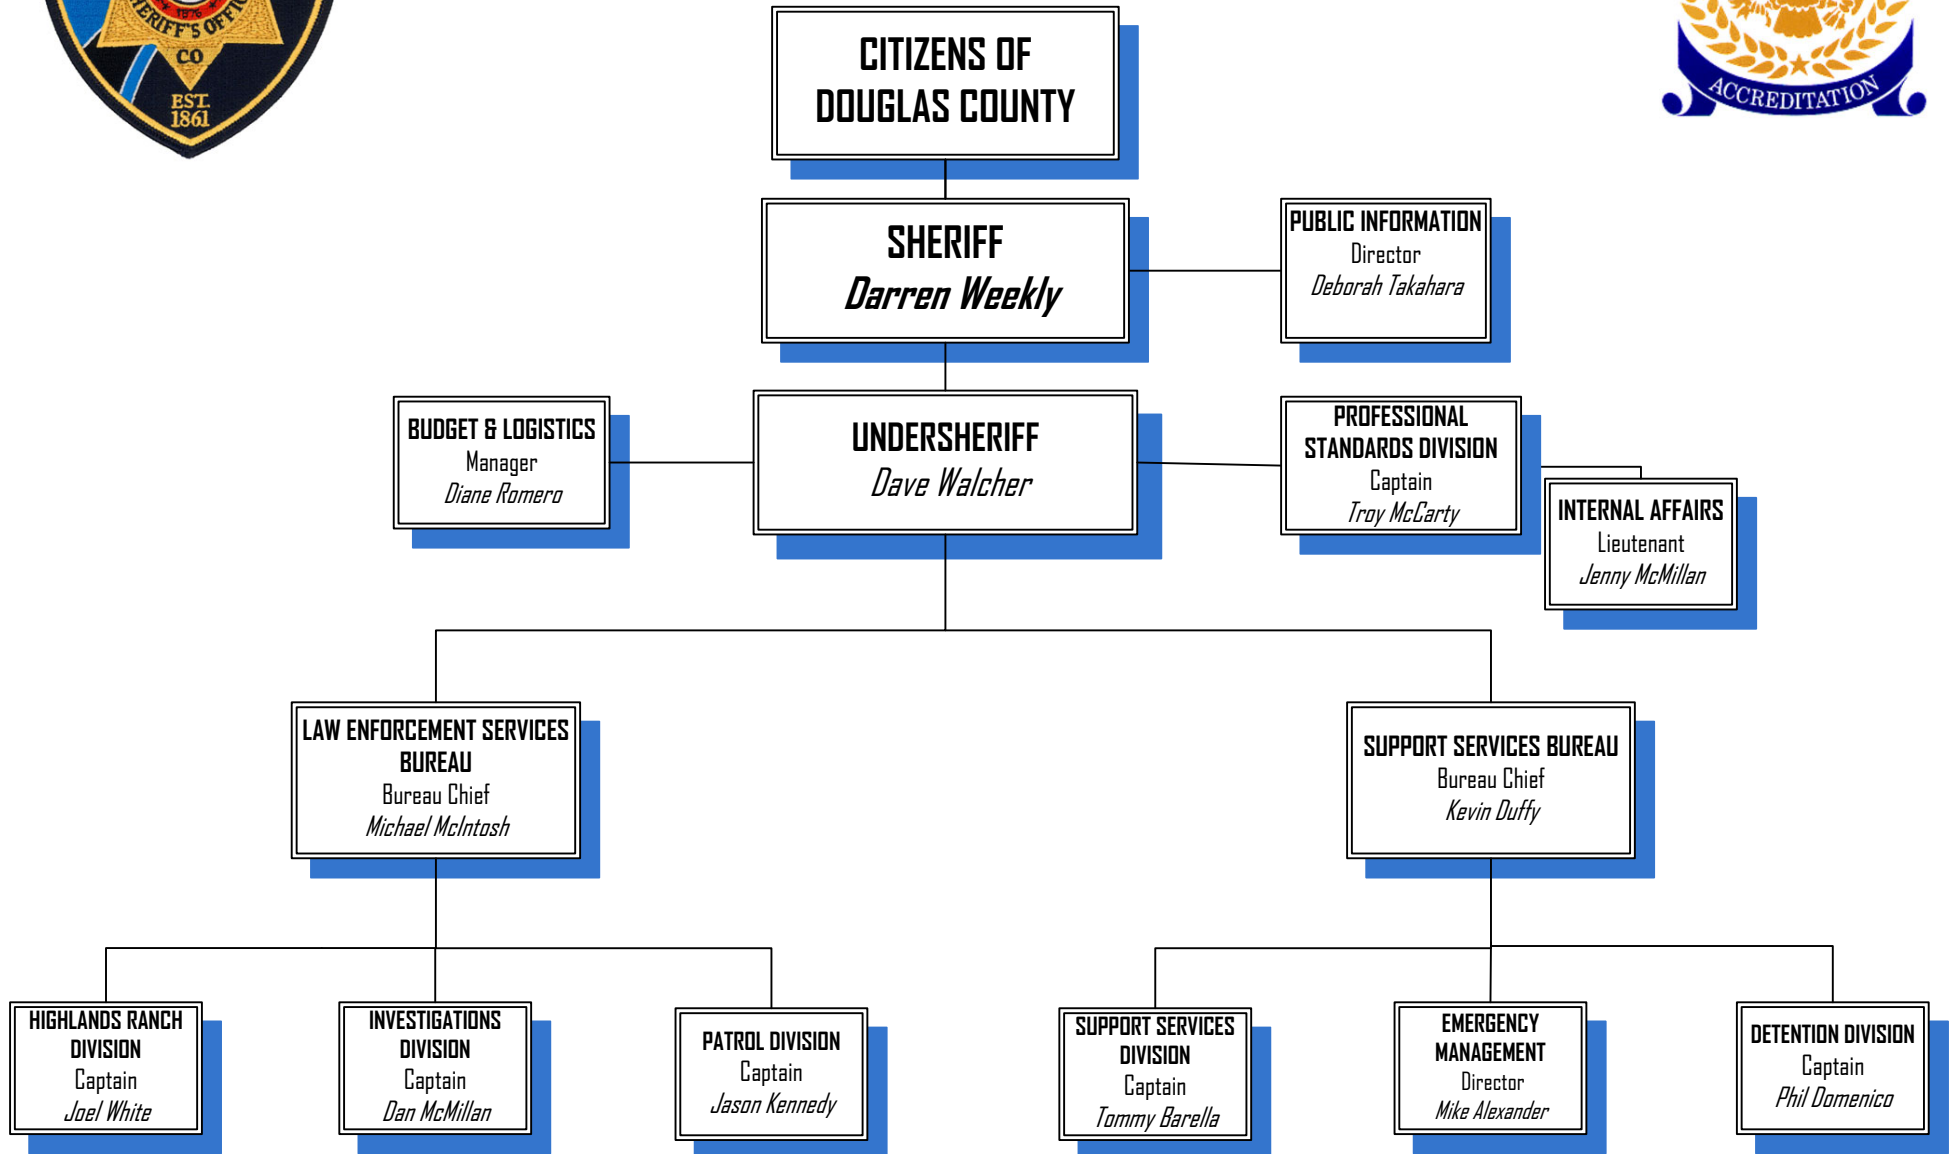 1876
SHERIFF'S OFFICE
CO
EST.
1861
ACCREDITATION
CITIZENS OF
DOUGLAS COUNTY
SHERIFF
Darren Weekly
PUBLIC INFORMATION
Director
Deborah Takahara
BUDGET & LOGISTICS
Manager
Diane Romero
UNDERSHERIFF
Dave Walcher
PROFESSIONAL
STANDARDS DIVISION
Captain
Troy McCarty
INTERNAL AFFAIRS
Lieutenant
Jenny McMillan
LAW ENFORCEMENT SERVICES
BUREAU
Bureau Chief
Michael McIntosh
SUPPORT SERVICES BUREAU
Bureau Chief
Kevin Duffy
HIGHLANDS RANCH
DIVISION
Captain
Joel White
INVESTIGATIONS
DIVISION
Captain
Dan McMillan
PATROL DIVISION
Captain
Jason Kennedy
SUPPORT SERVICES
DIVISION
Captain
Tommy Barella
EMERGENCY
MANAGEMENT
Director
Mike Alexander
DETENTION DIVISION
Captain
Phil Domenico